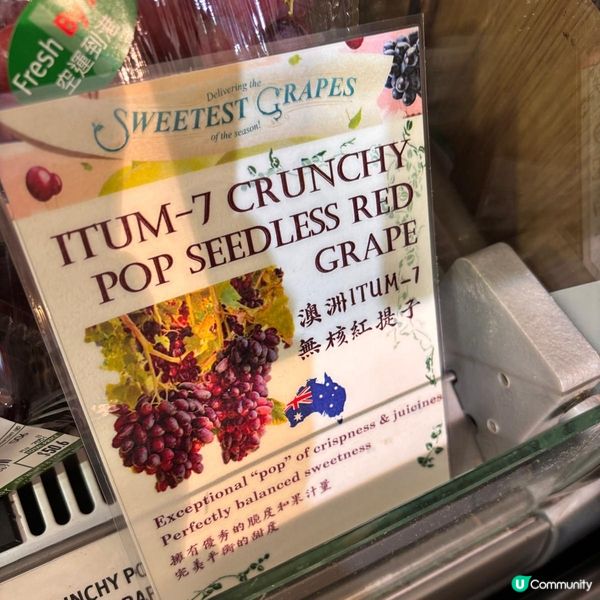 Fresh By
空運到港
Delivering the
SWEETEST GRAPES
of the season!
ITUM-7 CRUNCHY
POP SEEDLESS RED
GRAPE
澳洲ITUM-7
無核紅提子
Exceptional "pop" of crispness & juicines
Perfectly balanced sweetness
擁有優秀的脆度和果汁量
完美平衡的甜度
NCHY PO
U Community